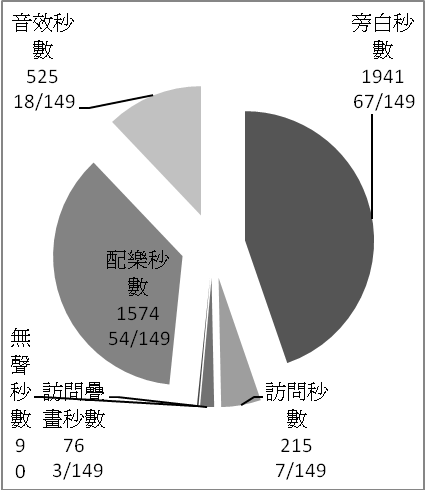 音效秒
數
525
18/149
旁白秒
數
1941
67/149
配樂秒
數
1574
54/149
無
聲
秒
數
9
0
訪問疊
畫秒數
76
3/149
訪問秒
數
215
7/149